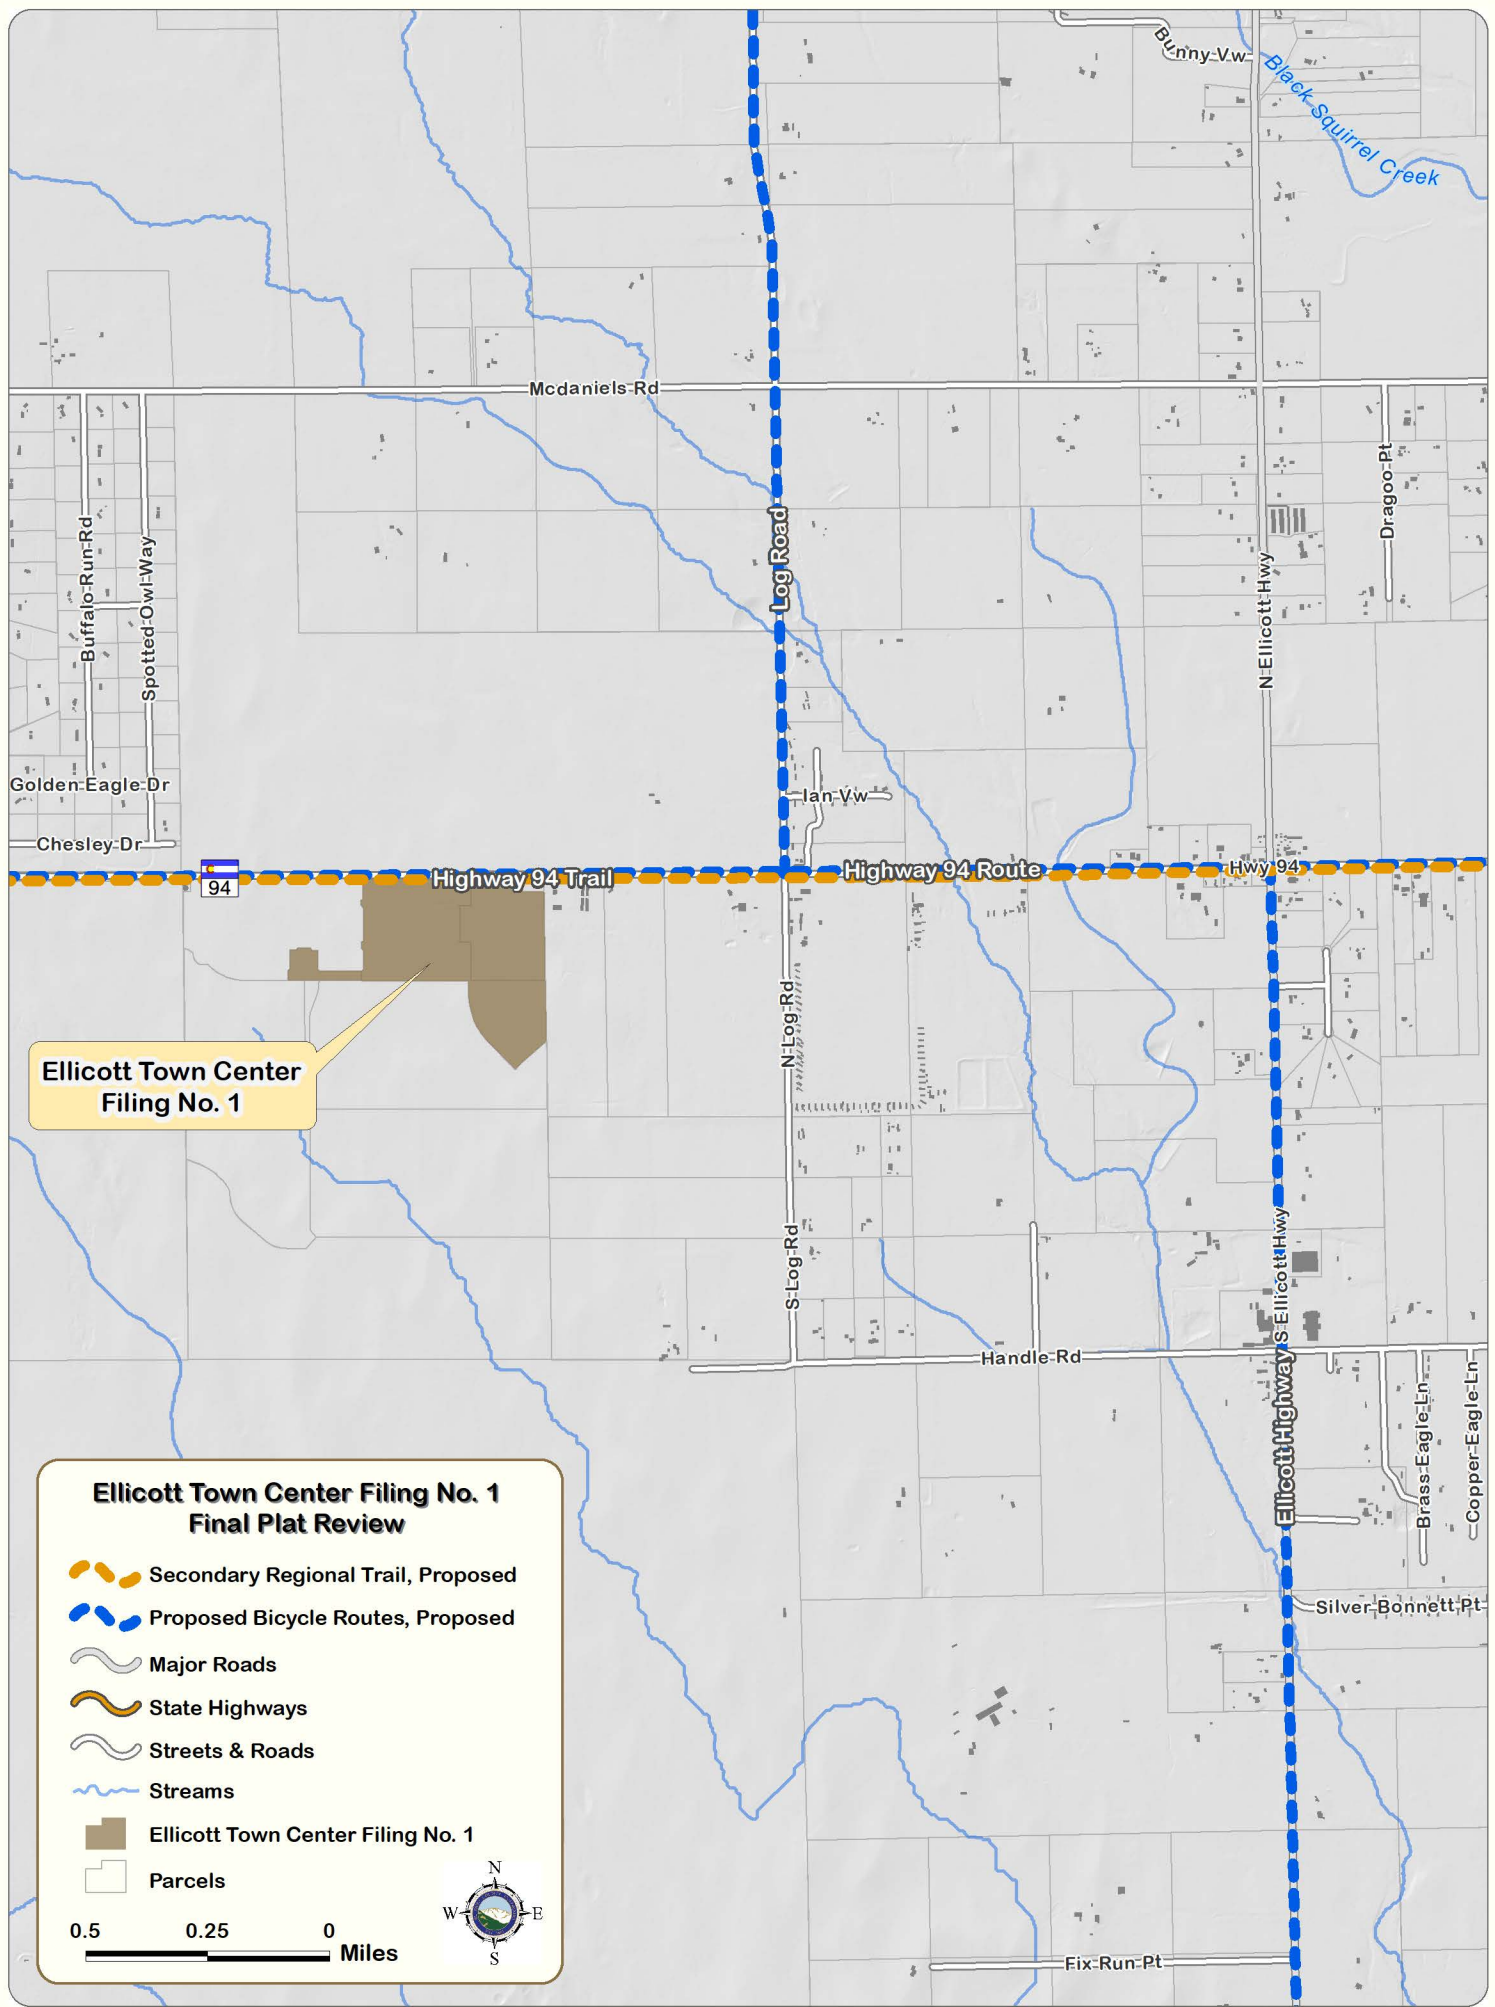 Bunny Vw
Black Squirrel Creek
Mcdaniels Rd
Buffalo Run Rd
Spotted Owl Way
Log Road
N Ellicott Hwy
Dragoo Pt
Golden Eagle Dr
Ian Vw
Chesley Dr
94
Highway 94 Trail
Highway 94 Route
Hwy 94
N Log Rd
Ellicott Town Center
Filing No. 1
S Log Rd
S Ellicott Hwy
Handle Rd
Ellicott Highway
Brass Eagle Ln
Copper Eagle Ln
Silver Bonnett Pt
Fix Run Pt
Ellicott Town Center Filing No. 1
Final Plat Review
Secondary Regional Trail, Proposed
Proposed Bicycle Routes, Proposed
Major Roads
State Highways
Streets & Roads
Streams
Ellicott Town Center Filing No. 1
Parcels
N
W E
S
0.5 0.25 0
Miles